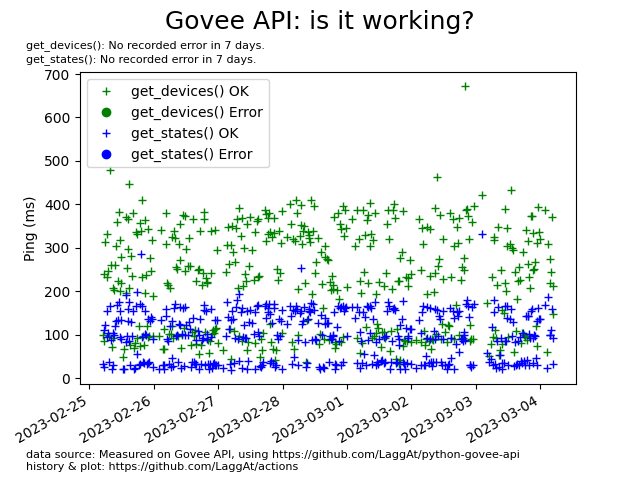 Govee API: is it working?
get_devices(): No recorded error in 7 days.
get_states(): No recorded error in 7 days.
700
600
500
400
300
200
100
0
Ping (ms)
get_devices() OK
get_devices() Error
get_states() OK
get_states() Error
2023-02-25
2023-02-26
2023-02-27
2023-02-28
2023-03-01
2023-03-02
2023-03-03
2023-03-04
data source: Measured on Govee API, using https://github.com/LaggAt/python-govee-api
history & plot: https://github.com/LaggAt/actions